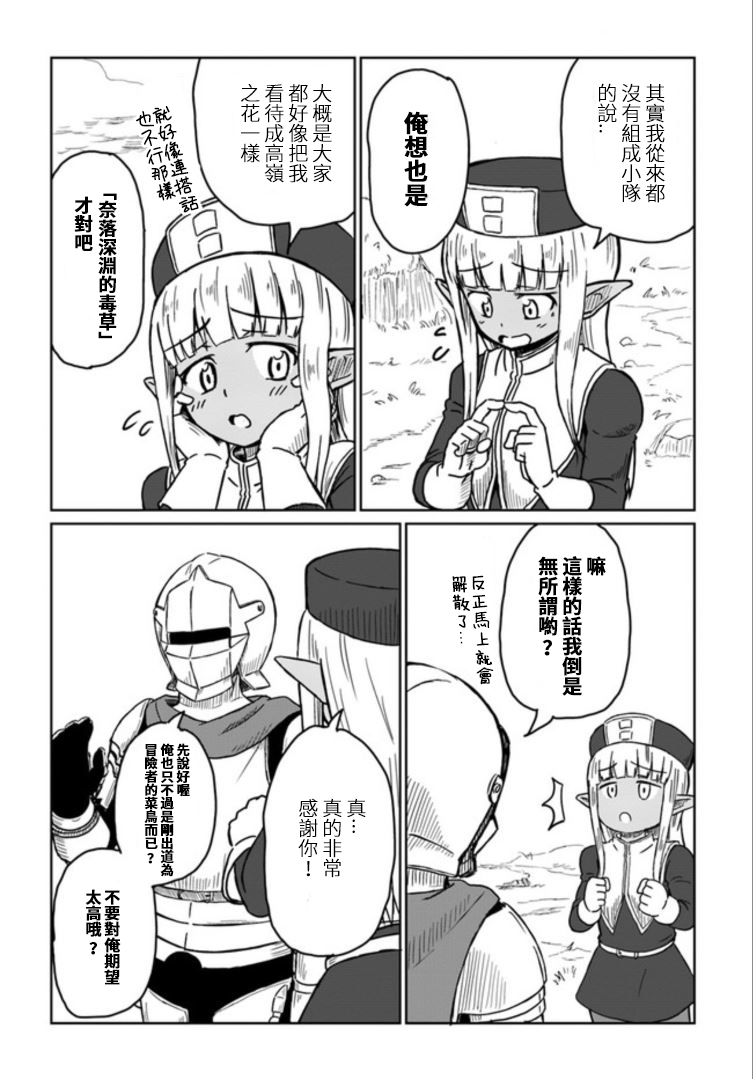 其實我從來都
沒有組成小隊
的說…
俺想也是
大概是大家
都好像把我
看待成高嶺
之花一樣
就好像連搭話
也不行那樣
「奈落深淵的毒草」
才對吧
嘛
這樣的話我倒是
無所謂喲？
反正馬上就會
解散了…
真…
真的非常
感謝你！
先說好喔
俺也只不過是剛出道為
冒險者的菜鳥而已？
不要對俺期望
太高哦？